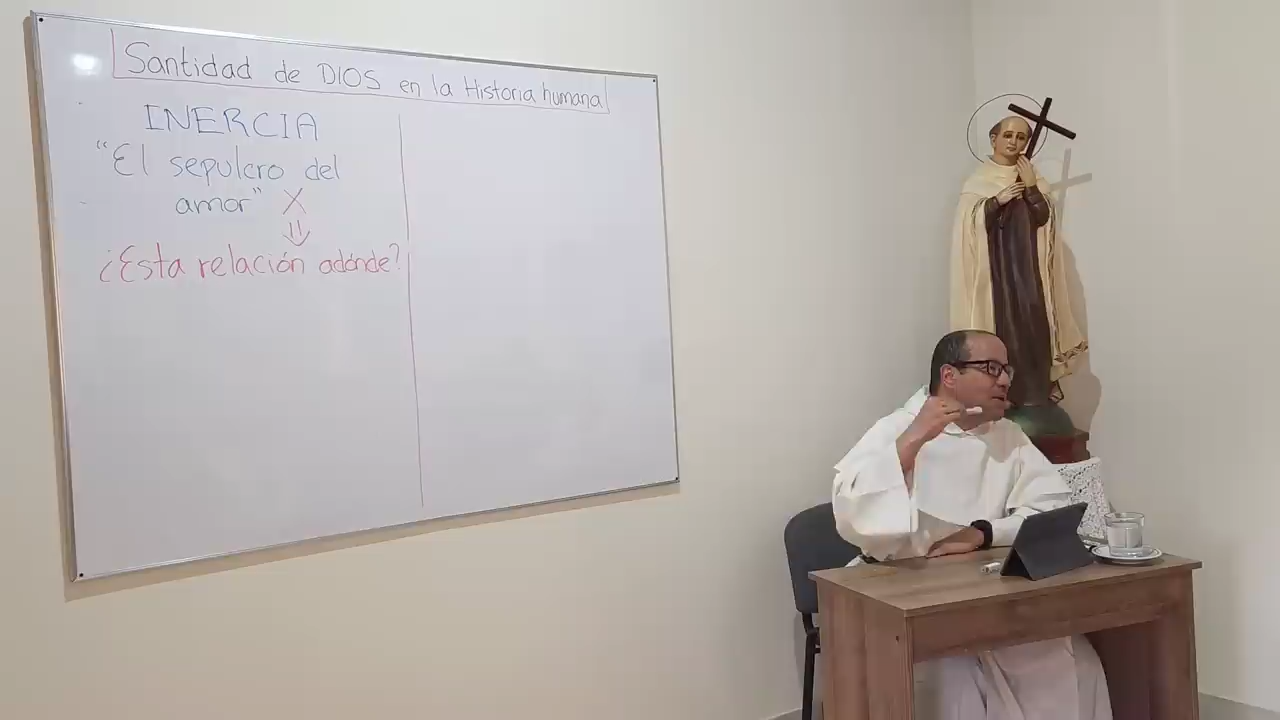 Santidad de DIOS en la Historia humana
INERCIA
"El sepulcro del
amor" X
¿Esta relación adónde?